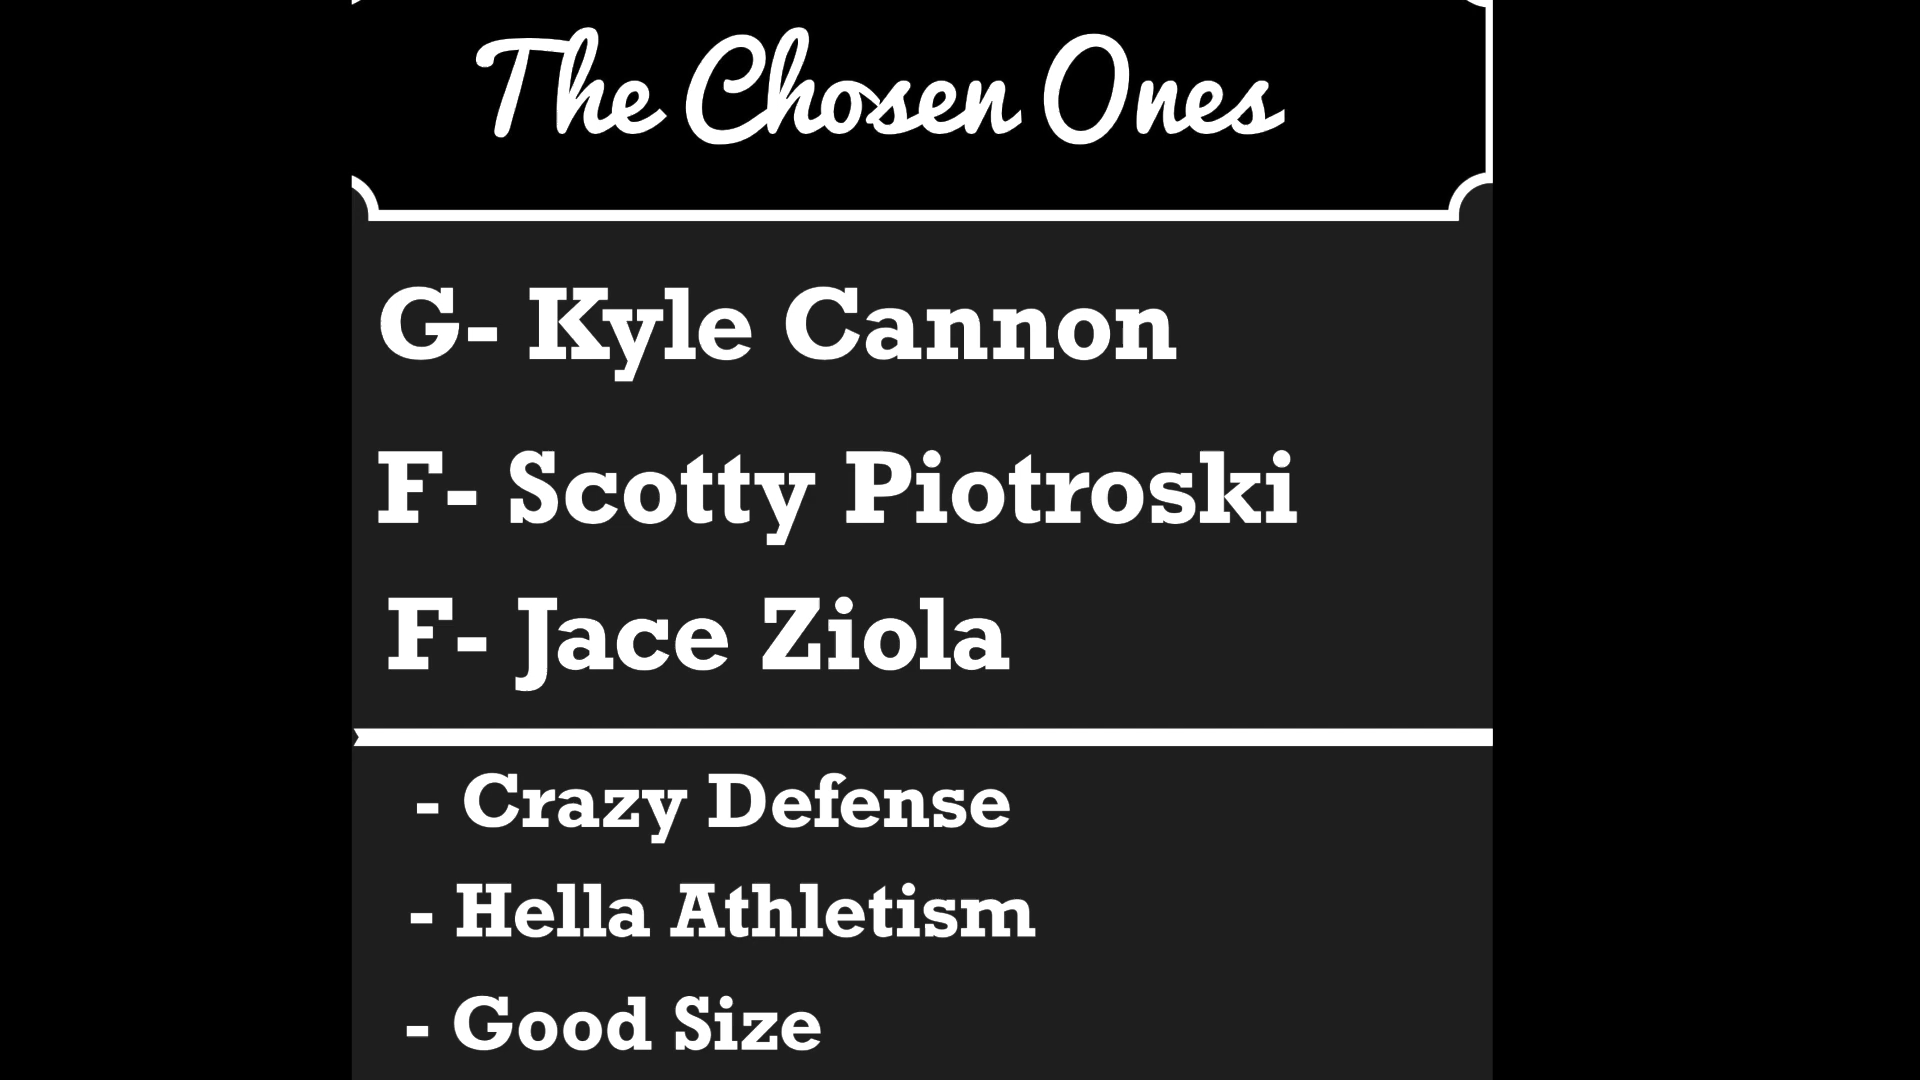 The Chosen Ones
G- Kyle Cannon
F- Scotty Piotroski
F- Jace Ziola
- Crazy Defense
- Hella Athletism
- Good Size